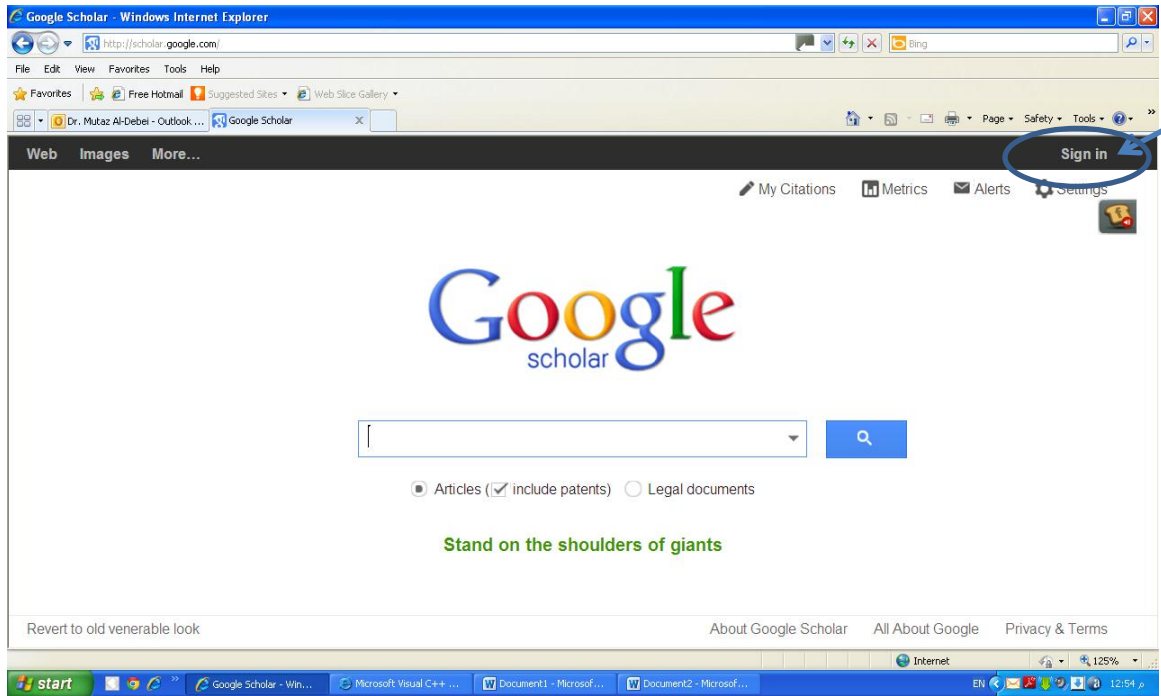 Google Scholar - Windows Internet Explorer
http://scholar.google.com/
Bing
File Edit View Favorites Tools Help
Favorites Free Hotmail Suggested Sites Web Slice Gallery
Dr. Mutaz Al-Debei - Outlook ... Google Scholar Page Safety Tools »
Web Images More... Sign in
My Citations Metrics Alerts Settings
Google
scholar
Articles (include patents) Legal documents
Stand on the shoulders of giants
Revert to old venerable look About Google Scholar All About Google Privacy & Terms
Internet 125%
start » Google Scholar - Win... Microsoft Visual C++ ... Document1 - Microsof... Document2 - Microsof... EN 12:54 م